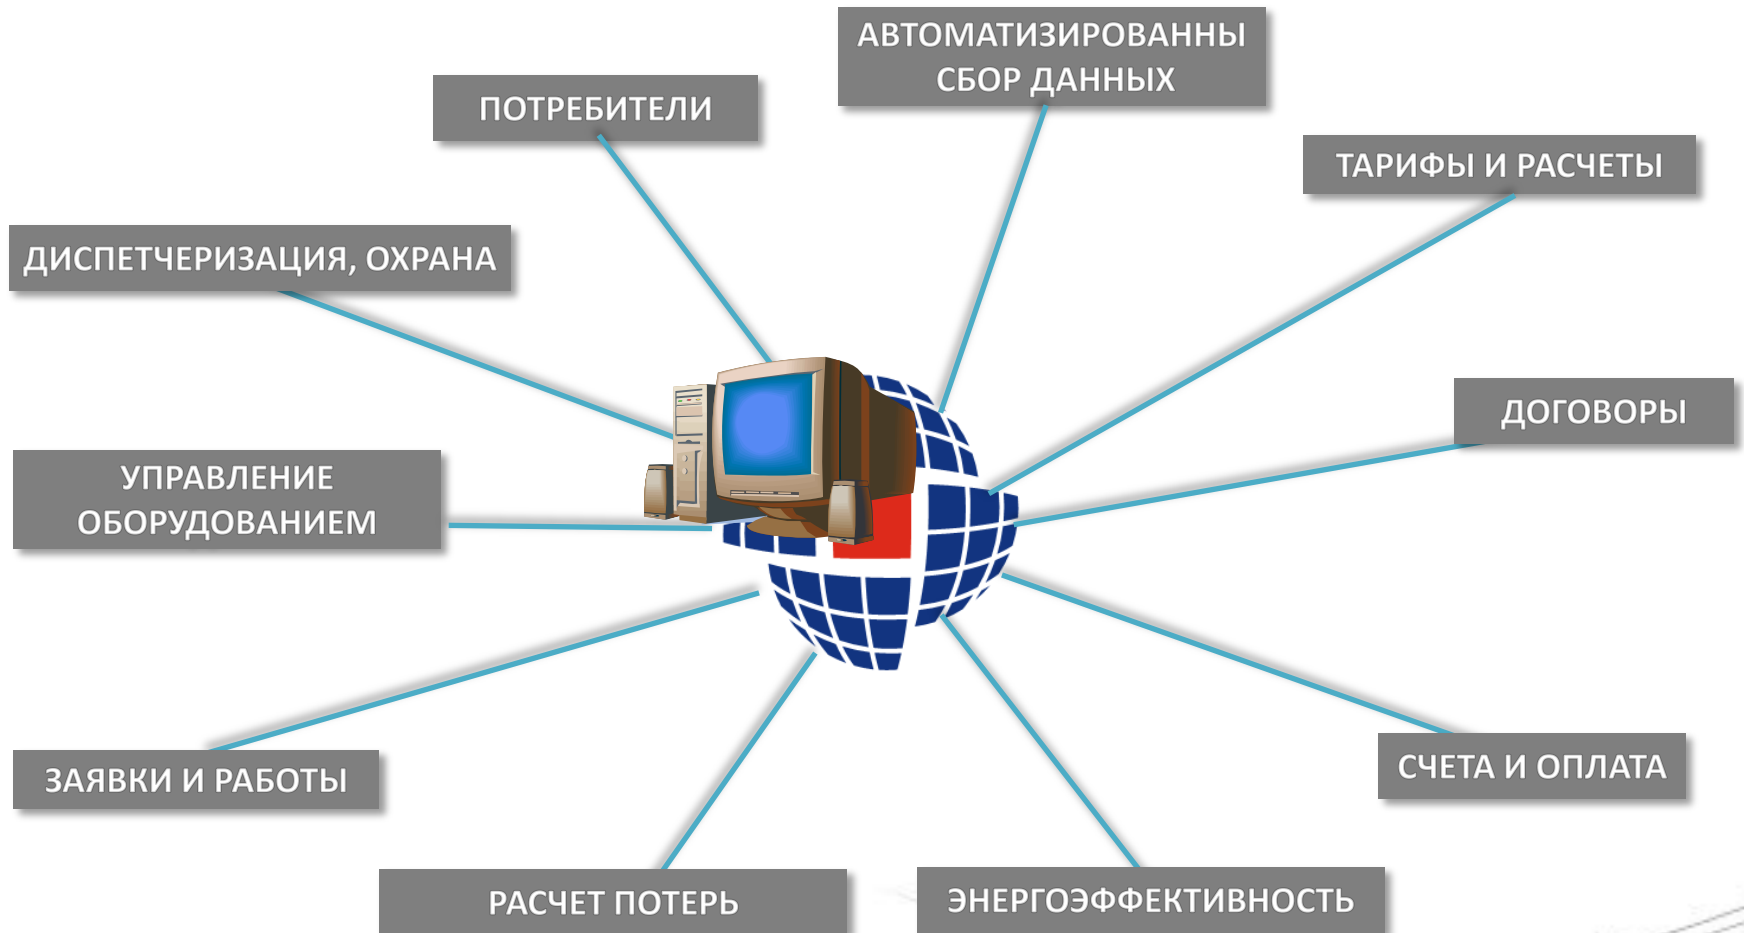 АВТОМАТИЗИРОВАННЫ
СБОР ДАННЫХ
ПОТРЕБИТЕЛИ
ТАРИФЫ И РАСЧЕТЫ
ДИСПЕТЧЕРИЗАЦИЯ, ОХРАНА
ДОГОВОРЫ
УПРАВЛЕНИЕ
ОБОРУДОВАНИЕМ
ЗАЯВКИ И РАБОТЫ
СЧЕТА И ОПЛАТА
РАСЧЕТ ПОТЕРЬ
ЭНЕРГОЭФФЕКТИВНОСТЬ